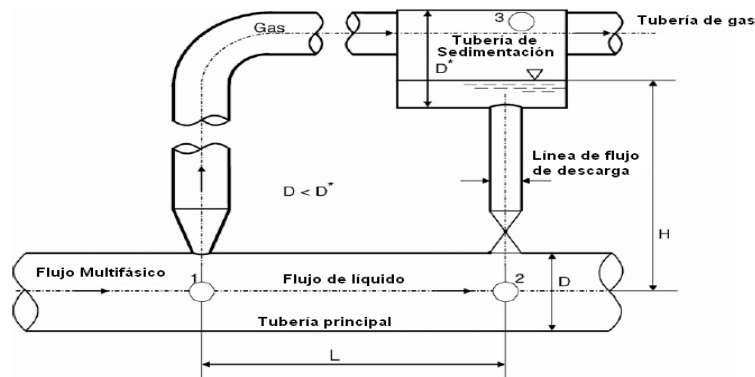 Gas
3
Tubería de gas
Tubería de
Sedimentación
D*
Línea de flujo
de descarga
D < D*
H
Flujo Multifásico
1
Flujo de líquido
2
D
Tubería principal
L